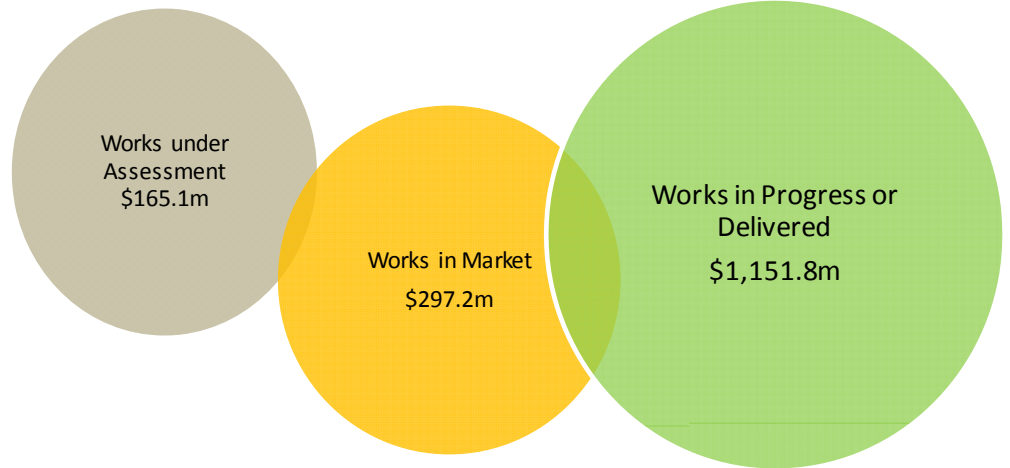 Works under
Assessment
$165.1m
Works in Market
$297.2m
Works in Progress or
Delivered
$1,151.8m